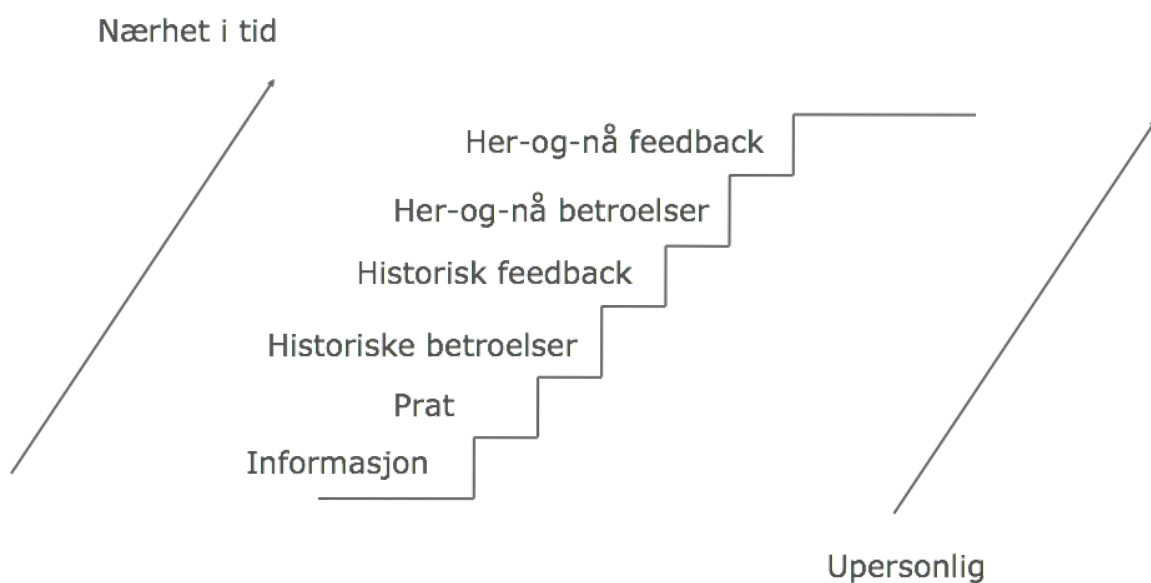 Nærhet i tid
Her-og-nå feedback
Her-og-nå betroelser
Historisk feedback
Historiske betroelser
Prat
Informasjon
Upersonlig